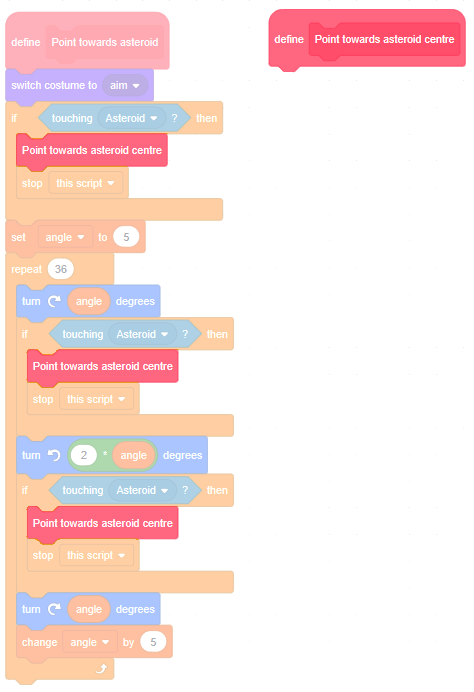 define Point towards asteroid
switch costume to aim
if touching Asteroid ? then
Point towards asteroid centre
stop this script
set angle to 5
repeat 36
turn angle degrees
if touching Asteroid ? then
Point towards asteroid centre
stop this script
turn 2 * angle degrees
if touching Asteroid ? then
Point towards asteroid centre
stop this script
turn angle degrees
change angle by 5
define Point towards asteroid centre